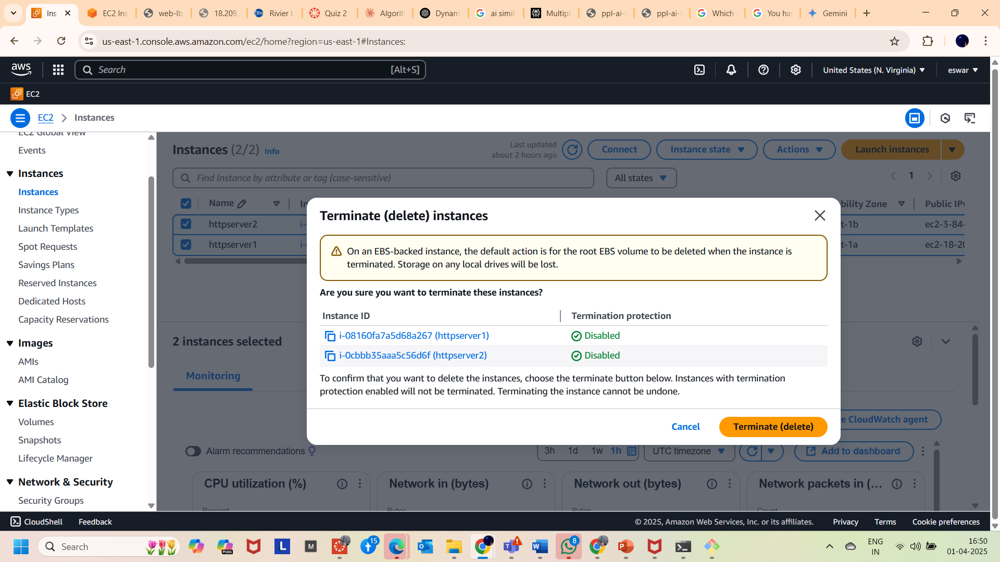 Ins
EC2 Ins
web-lb
18.209.
Rivier U
Quiz 2
Algorit
Dynam
ai simil
Multipl
ppl-ai-f
ppl-ai-f
Which
You hav
Gemini
us-east-1.console.aws.amazon.com/ec2/home?region=us-east-1#Instances:
aws
Search
[Alt+S]
United States (N. Virginia)
eswar
EC2
EC2
Instances
EC2 Global View
Events
Instances
Instances
Instance Types
Launch Templates
Spot Requests
Savings Plans
Reserved Instances
Dedicated Hosts
Capacity Reservations
Images
AMIs
AMI Catalog
Elastic Block Store
Volumes
Snapshots
Lifecycle Manager
Network & Security
Security Groups
Instances (2/2) Info
Last updated
about 2 hours ago
Connect
Instance state
Actions
Launch instances
Find Instance by attribute or tag (case-sensitive)
All states
1
Name
In
bility Zone
Public IPv
httpserver2
i-
t-1b
ec2-3-84-
httpserver1
i-
t-1a
ec2-18-20
Terminate (delete) instances
On an EBS-backed instance, the default action is for the root EBS volume to be deleted when the instance is
terminated. Storage on any local drives will be lost.
Are you sure you want to terminate these instances?
Instance ID
Termination protection
i-08160fa7a5d68a267 (httpserver1)
Disabled
i-0cbbb35aaa5c56d6f (httpserver2)
Disabled
To confirm that you want to delete the instances, choose the terminate button below. Instances with termination
protection enabled will not be terminated. Terminating the instance cannot be undone.
Cancel
Terminate (delete)
2 instances selected
Monitoring
e CloudWatch agent
Alarm recommendations
3h
1d
1w
1h
UTC timezone
Add to dashboard
CPU utilization (%)
Network in (bytes)
Network out (bytes)
Network packets in (...
Percent
Bytes
Bytes
Count
CloudShell
Feedback
© 2025, Amazon Web Services, Inc. or its affiliates.
Privacy
Terms
Cookie preferences
Search
M365
L
M
15
8
ENG
IN
16:50
01-04-2025